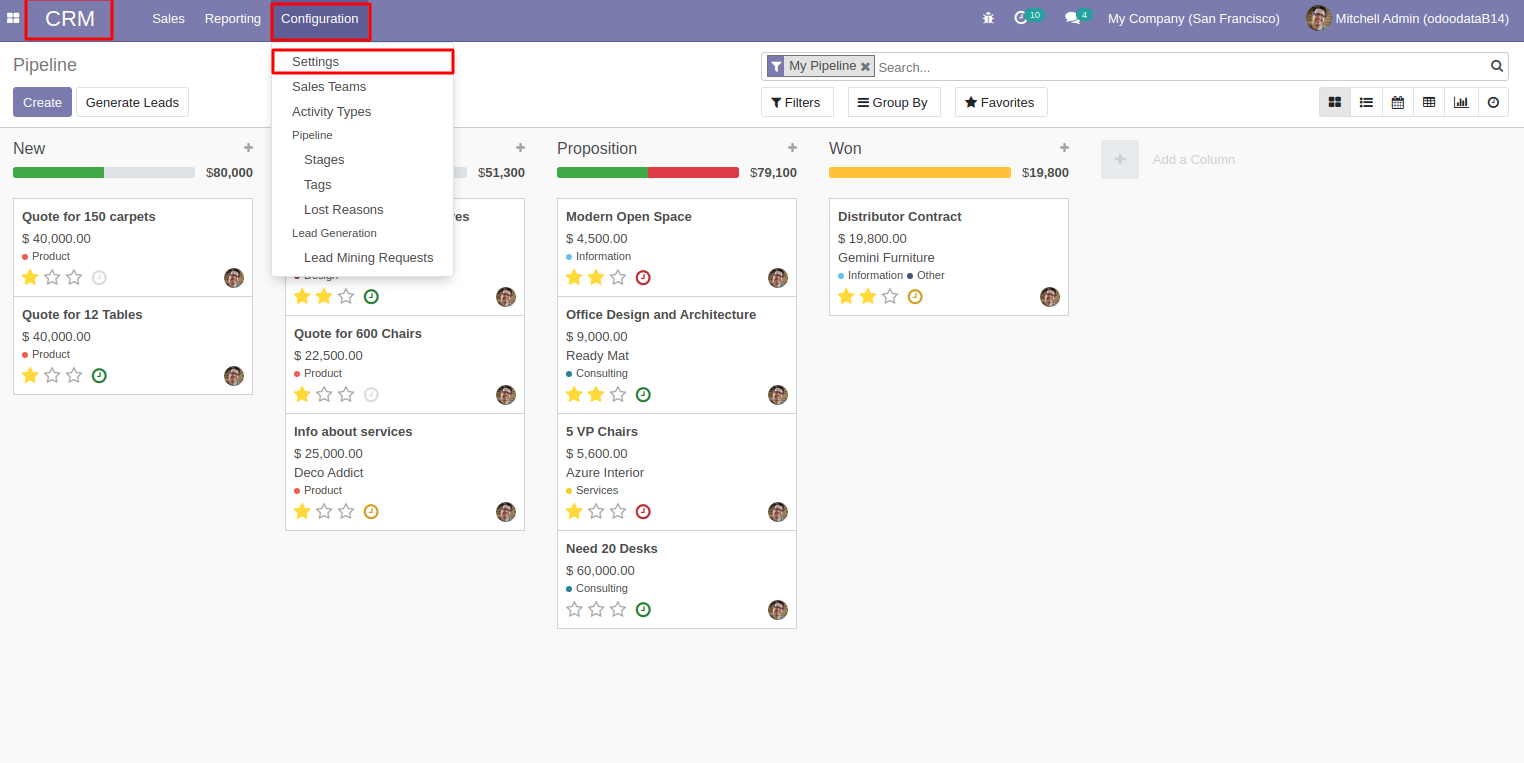 CRM
Sales
Reporting
Configuration
10
4
My Company (San Francisco)
Mitchell Admin (odoodataB14)
Pipeline
My Pipeline
Search...
Create
Generate Leads
Filters
Group By
Favorites
Settings
Sales Teams
Activity Types
Pipeline
Stages
Tags
Lost Reasons
Lead Generation
Lead Mining Requests
New
$80,000
Quote for 150 carpets
$ 40,000.00
Product
Quote for 12 Tables
$ 40,000.00
Product
$51,300
Quote for 600 Chairs
$ 22,500.00
Product
Info about services
$ 25,000.00
Deco Addict
Product
Proposition
$79,100
Modern Open Space
$ 4,500.00
Information
Office Design and Architecture
$ 9,000.00
Ready Mat
Consulting
5 VP Chairs
$ 5,600.00
Azure Interior
Services
Need 20 Desks
$ 60,000.00
Consulting
Won
$19,800
Distributor Contract
$ 19,800.00
Gemini Furniture
Information Other
Add a Column